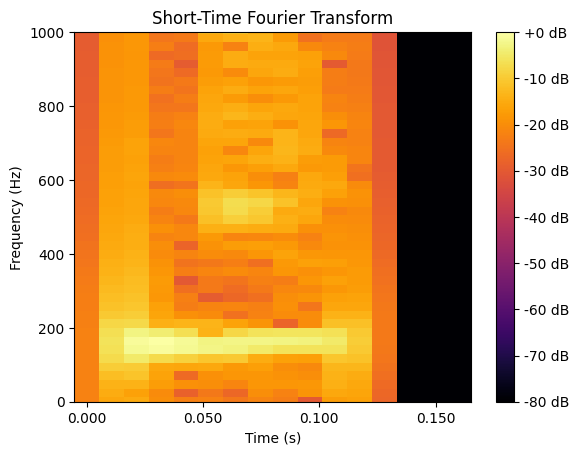 Short-Time Fourier Transform
1000
800
600
400
200
0
Frequency (Hz)
0.000
0.050
0.100
0.150
Time (s)
+0 dB
-10 dB
-20 dB
-30 dB
-40 dB
-50 dB
-60 dB
-70 dB
-80 dB